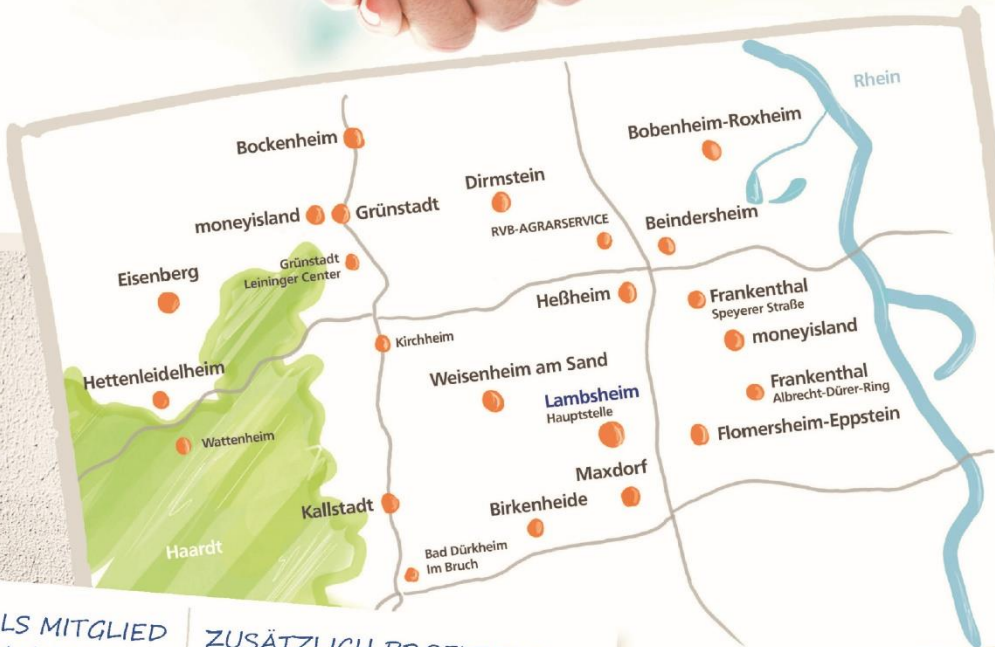 Rhein
Bockenheim
Bobenheim-Roxheim
Dirmstein
moneyisland
Grünstadt
RVB-AGRARSERVICE
Beindersheim
Eisenberg
Grünstadt
Leininger Center
Heßheim
Frankenthal
Speyerer Straße
Kirchheim
moneyisland
Hettenleidelheim
Weisenheim am Sand
Lambsheim
Hauptstelle
Frankenthal
Albrecht-Dürer-Ring
Wattenheim
Flomersheim-Eppstein
Maxdorf
Kallstadt
Birkenheide
Haardt
Bad Dürkheim
Im Bruch
LS MITGLIED
ZUSÄTZLICH